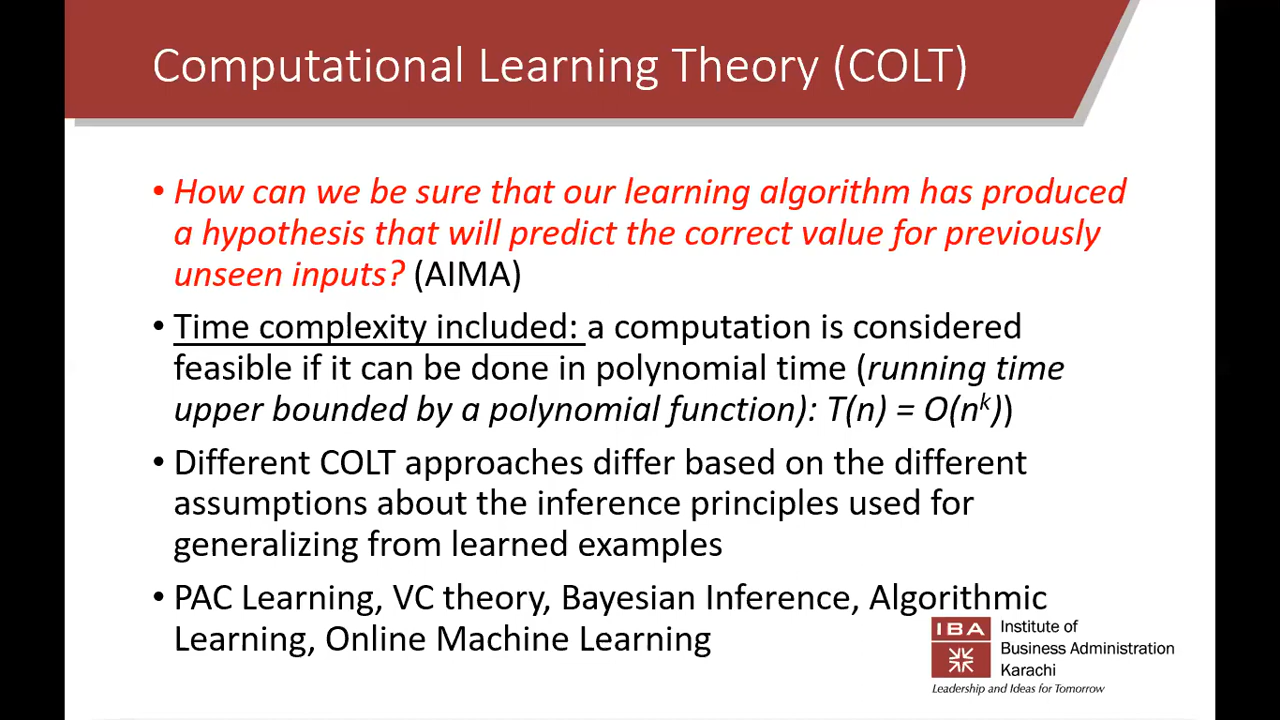 Computational Learning Theory (COLT)
• How can we be sure that our learning algorithm has produced
a hypothesis that will predict the correct value for previously
unseen inputs? (AIMA)
• Time complexity included: a computation is considered
feasible if it can be done in polynomial time (running time
upper bounded by a polynomial function): T(n) = O(nᵏ))
• Different COLT approaches differ based on the different
assumptions about the inference principles used for
generalizing from learned examples
• PAC Learning, VC theory, Bayesian Inference, Algorithmic
Learning, Online Machine Learning
IBA
Institute of
Business Administration
Karachi
Leadership and Ideas for Tomorrow